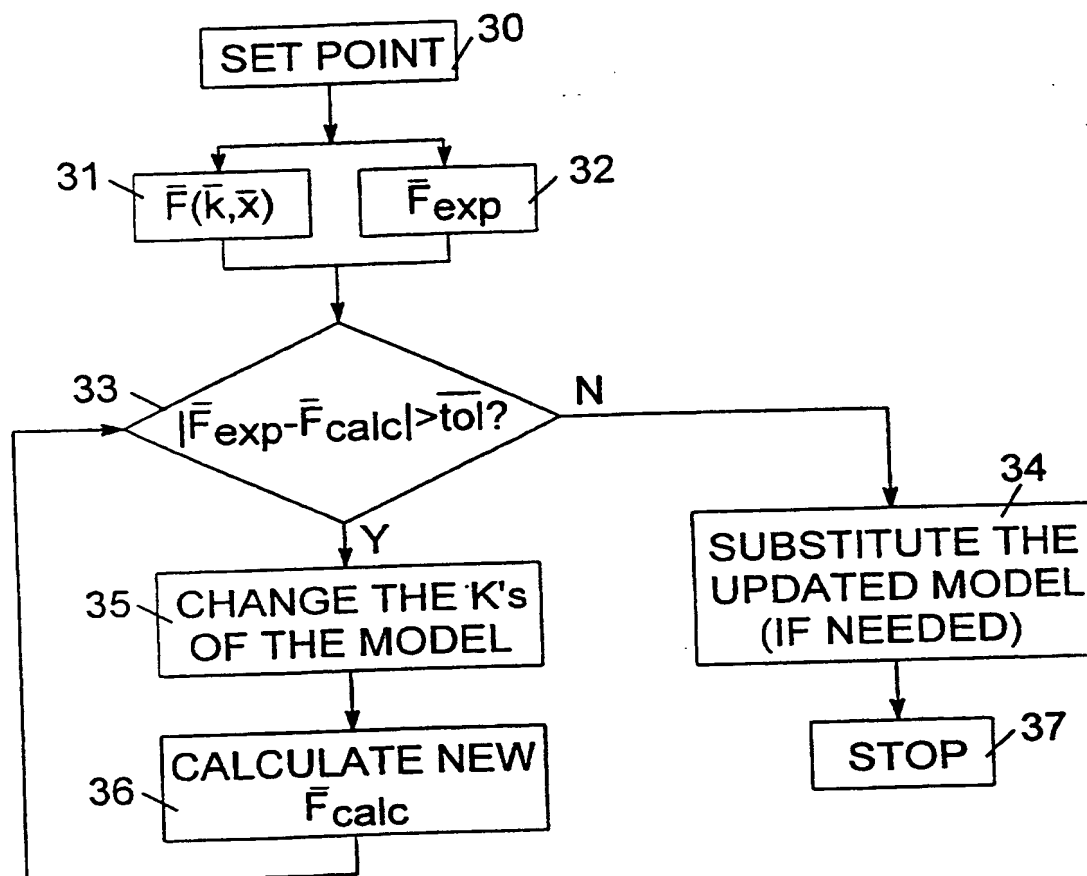 SET POINT
30
31
F̿(k̄,x̄)
F̿exp
32
33
|F̿exp-F̿calc|>t̅o̅l̅?
N
Y
34
SUBSTITUTE THE
UPDATED MODEL
(IF NEEDED)
35
CHANGE THE K's
OF THE MODEL
36
CALCULATE NEW
F̿calc
STOP
37